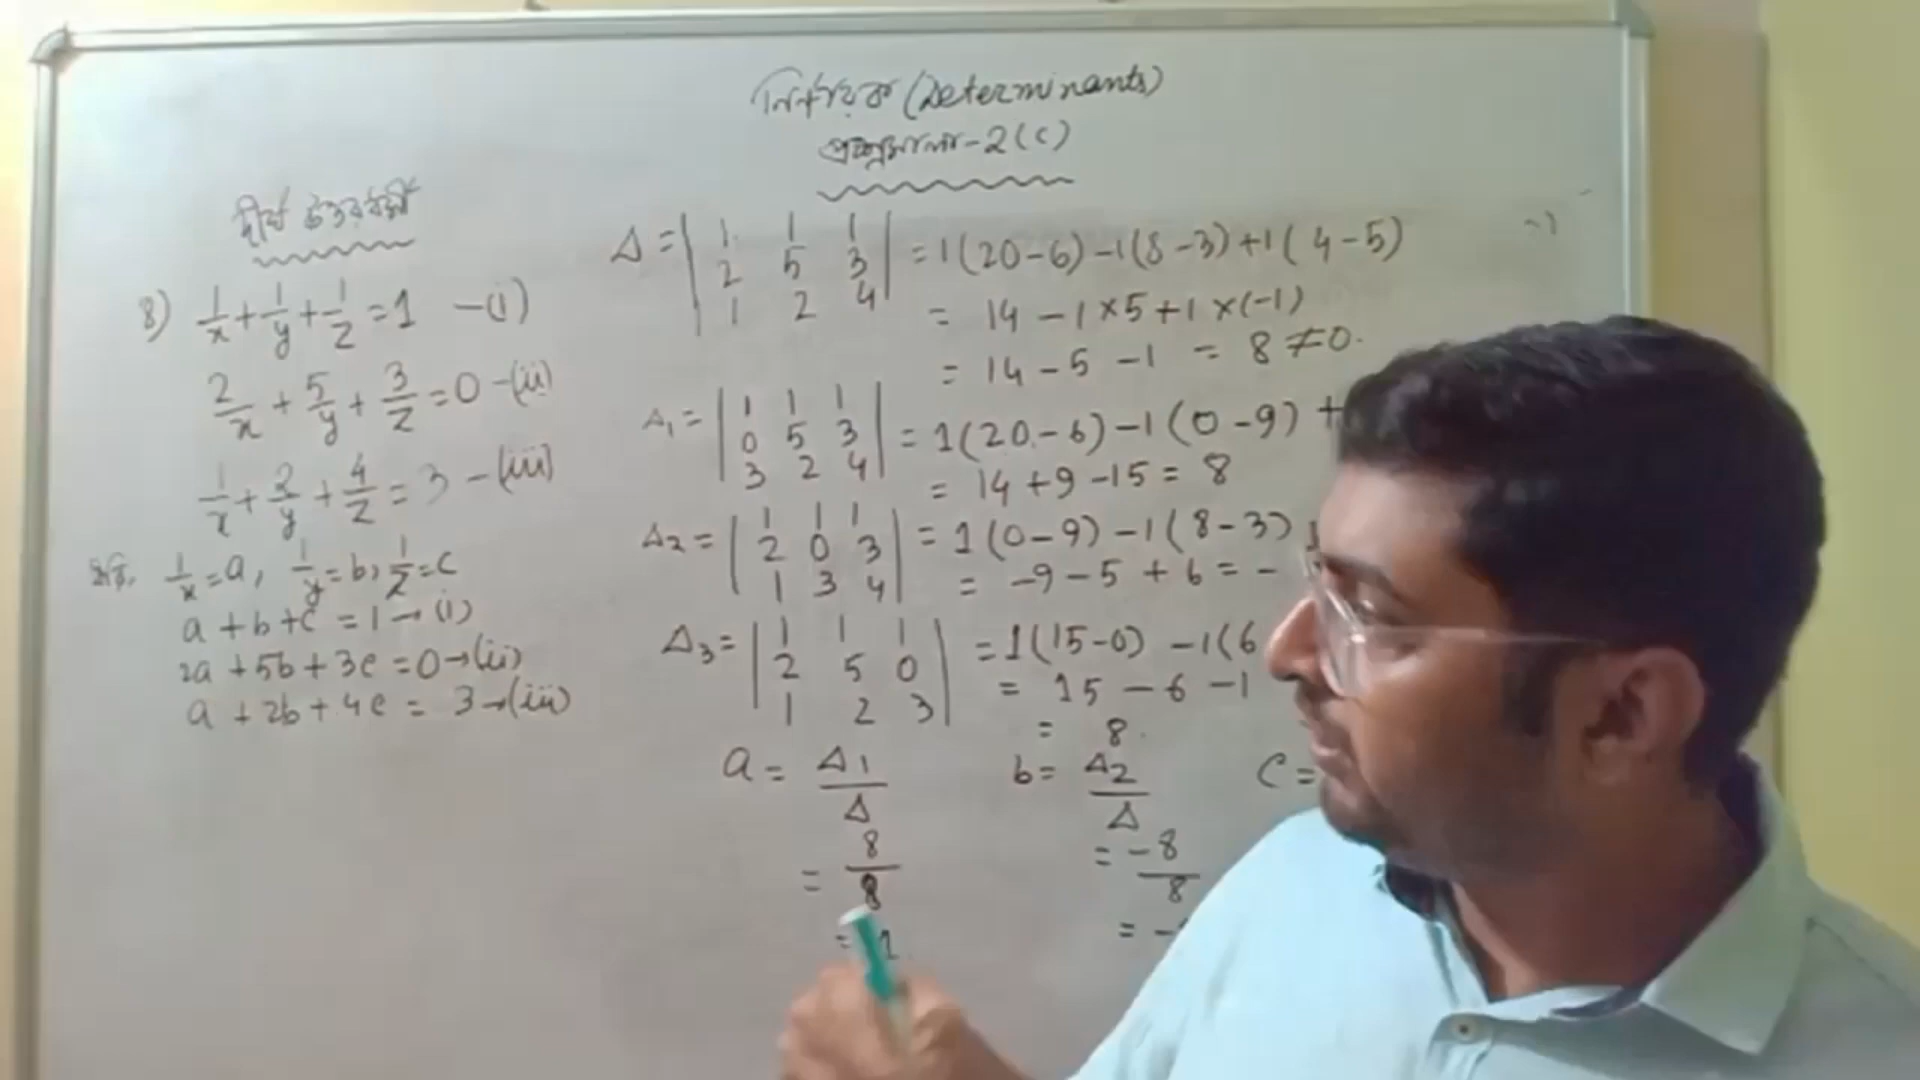 নির্ণায়ক (Determinants)
প্রশ্নমালা-2(c)
দীর্ঘ উত্তরধর্মী
8) 1/x + 1/y + 1/z = 1 - (i)
2/x + 5/y + 3/z = 0 - (ii)
1/x + 2/y + 4/z = 3 - (iii)
ধরি, 1/x = a, 1/y = b, 1/z = c
a + b + c = 1 → (i)
2a + 5b + 3c = 0 → (ii)
a + 2b + 4c = 3 → (iii)
Δ = | 1 1 1 | = 1(20-6) -1(8-3) +1(4-5)
2 5 3
1 2 4
= 14 - 1×5 + 1×(-1)
= 14 - 5 - 1 = 8 ≠ 0.
Δ1 = | 1 1 1 |
0 5 3 = 1(20-6) -1(0-9) +
3 2 4
= 14 + 9 - 15 = 8
Δ2 = | 1 1 1 |
2 0 3 = 1(0-9) -1(8-3)
1 3 4 = -9 - 5 + 6 = -
Δ3 = | 1 1 1 | = 1(15-0) -1(6
2 5 0 = 15 - 6 - 1
1 2 3
= 8.
a = Δ1/Δ b = Δ2/Δ c =
= 8/8 = -8/8
= 1. = -